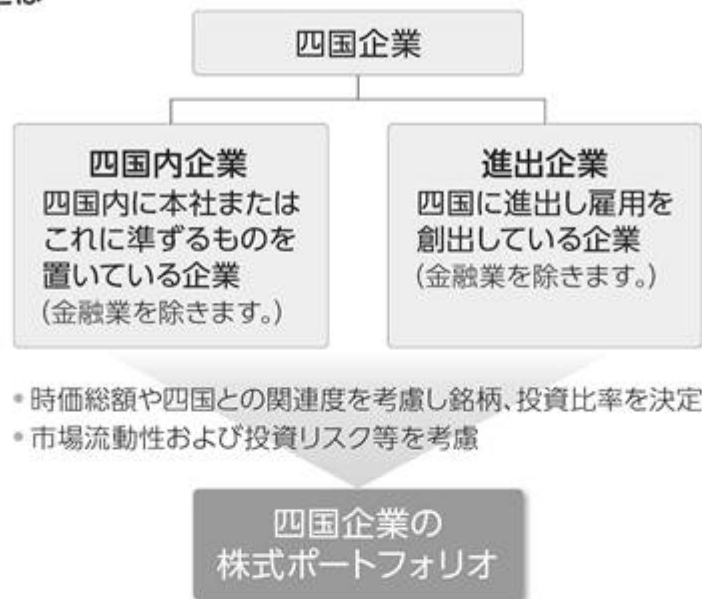 四国企業
四国内企業
四国内に本社または
これに準ずるものを
置いている企業
(金融業を除きます。)
進出企業
四国に進出し雇用を
創出している企業
(金融業を除きます。)
•時価総額や四国との関連度を考慮し銘柄、投資比率を決定
•市場流動性および投資リスク等を考慮
四国企業の
株式ポートフォリオ